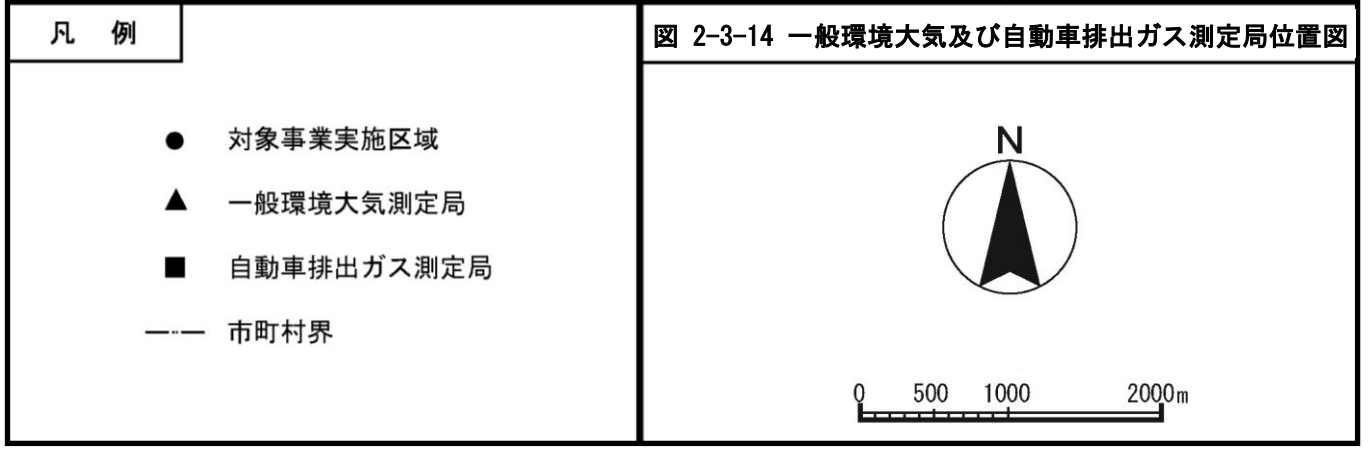 凡 例
対象事業実施区域
一般環境大気測定局
自動車排出ガス測定局
市町村界
図 2-3-14 一般環境大気及び自動車排出ガス測定局位置図
N
0 500 1000 2000m